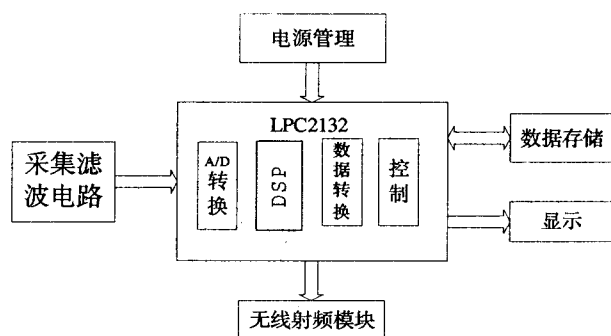 电源管理
LPC2132
采集滤
波电路
A/D
转换
DSP
数据转换
控制
数据存储
显示
无线射频模块